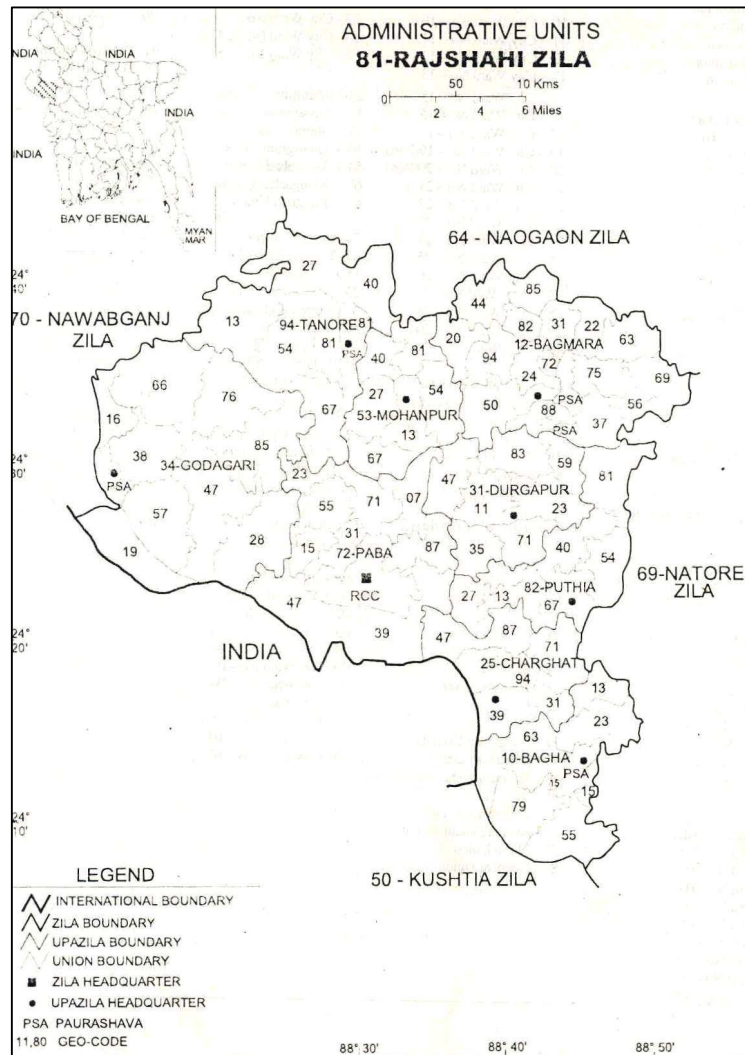 ADMINISTRATIVE UNITS
81-RAJSHAHI ZILA
50 10 Kms
0
2 4 6 Miles
INDIA
INDIA
INDIA
INDIA
BAY OF BENGAL
MYAN
MAR
64 - NAOGAON ZILA
24°
40'
70 - NAWABGANJ
ZILA
27
40
13
94-TANORE
81
54
81
PSA
67
44
85
20
82
31
22
63
12-BAGMARA
94
72
24
75
69
50
88
PSA
56
37
PSA
40
81
27
54
53-MOHANPUR
13
67
66
76
16
38
85
34-GODAGARI
PSA
47
57
28
19
24°
30'
23
55
71
07
31
15
72-PABA
87
RCC
47
39
47
83
59
31-DURGAPUR
11
23
81
35
71
40
54
82-PUTHIA
27
13
67
69-NATORE
ZILA
24°
20'
INDIA
47
87
71
25-CHARGHAT
94
39
31
13
23
63
10-BAGHA
PSA
15
15
79
55
24°
10'
50 - KUSHTIA ZILA
LEGEND
INTERNATIONAL BOUNDARY
ZILA BOUNDARY
UPAZILA BOUNDARY
UNION BOUNDARY
ZILA HEADQUARTER
UPAZILA HEADQUARTER
PSA PAURASHAVA
11,80 GEO-CODE
88° 30' 88° 40' 88° 50'